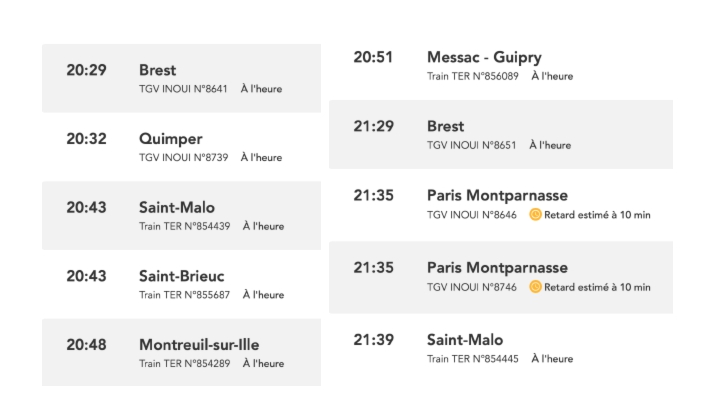 20:29 Brest
TGV INOUI N°8641 À l'heure
20:32 Quimper
TGV INOUI N°8739 À l'heure
20:43 Saint-Malo
Train TER N°854439 À l'heure
20:43 Saint-Brieuc
Train TER N°855687 À l'heure
20:48 Montreuil-sur-Ille
Train TER N°854289 À l'heure
20:51 Messac - Guipry
Train TER N°856089 À l'heure
21:29 Brest
TGV INOUI N°8651 À l'heure
21:35 Paris Montparnasse
TGV INOUI N°8646 Retard estimé à 10 min
21:35 Paris Montparnasse
TGV INOUI N°8746 Retard estimé à 10 min
21:39 Saint-Malo
Train TER N°854445 À l'heure